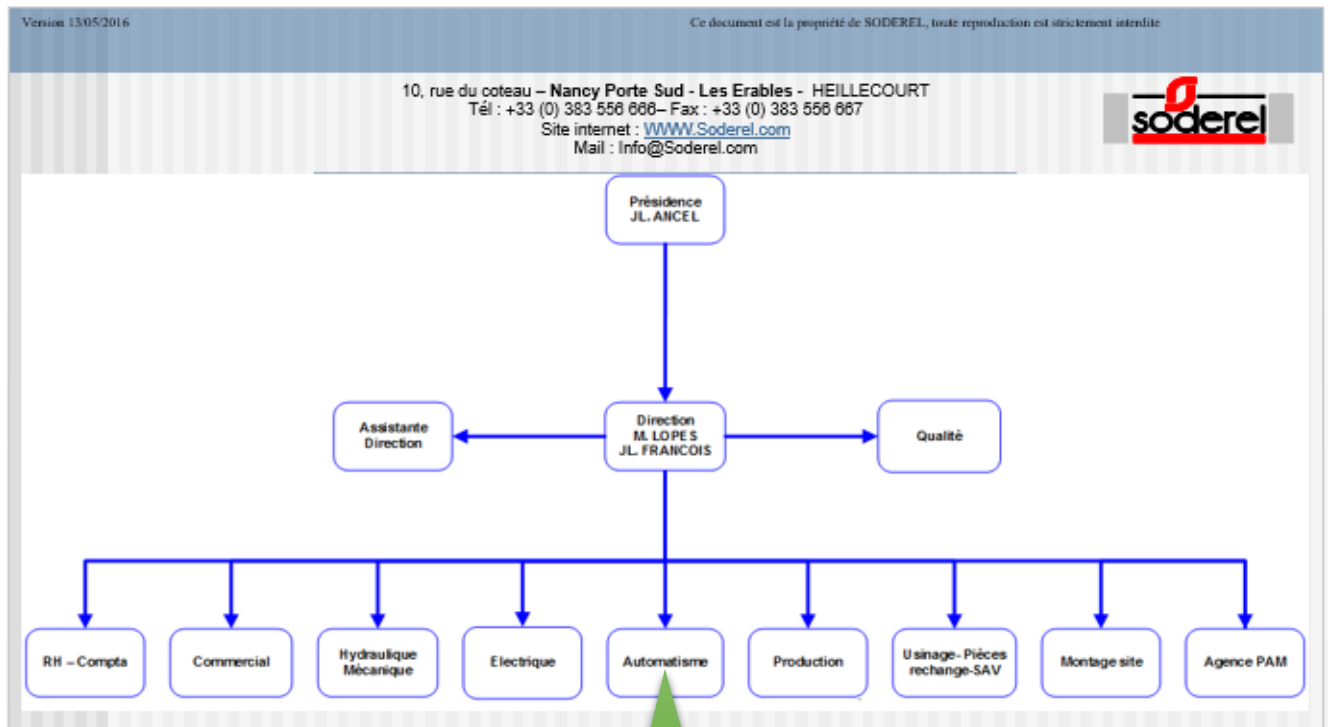 Version 13/05/2016
Ce document est la propriété de SODEREL, toute reproduction est strictement interdite
10, rue du coteau – Nancy Porte Sud - Les Erables - HEILLECOURT
Tél : +33 (0) 383 556 666– Fax : +33 (0) 383 556 667
Site internet : WWW.Soderel.com
Mail : Info@Soderel.com
soderel
Présidence
JL. ANCEL
Assistante
Direction
Direction
M. LOPES
JL. FRANCOIS
Qualité
RH – Compta
Commercial
Hydraulique
Mécanique
Electrique
Automatisme
Production
Usinage- Pièces
rechange-SAV
Montage site
Agence PAM